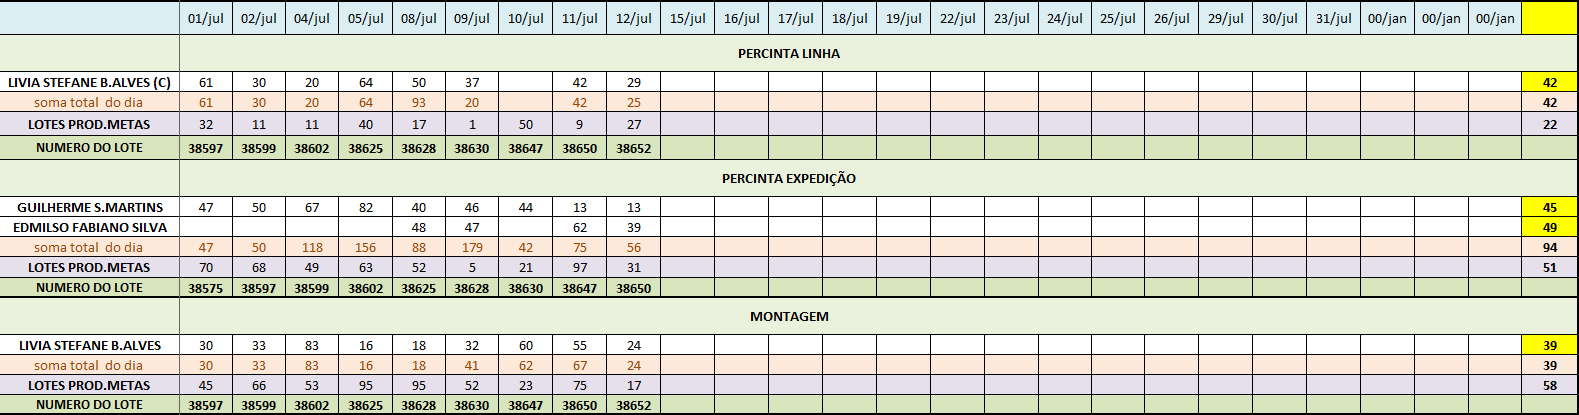 01/jul 02/jul 04/jul 05/jul 08/jul 09/jul 10/jul 11/jul 12/jul 15/jul 16/jul 17/jul 18/jul 19/jul 22/jul 23/jul 24/jul 25/jul 26/jul 29/jul 30/jul 31/jul 00/jan 00/jan 00/jan
PERCINTA LINHA
LIVIA STEFANE B.ALVES (C) 61 30 20 64 50 37 42 29 42
soma total do dia 61 30 20 64 93 20 42 25 42
LOTES PROD.METAS 32 11 11 40 17 1 50 9 27 22
NUMERO DO LOTE 38597 38599 38602 38625 38628 38630 38647 38650 38652
PERCINTA EXPEDIÇÃO
GUILHERME S.MARTINS 47 50 67 82 40 46 44 13 13 45
EDMILSO FABIANO SILVA 48 47 62 39 49
soma total do dia 47 50 118 156 88 179 42 75 56 94
LOTES PROD.METAS 70 68 49 63 52 5 21 97 31 51
NUMERO DO LOTE 38575 38597 38599 38602 38625 38628 38630 38647 38650
MONTAGEM
LIVIA STEFANE B.ALVES 30 33 83 16 18 32 60 55 24 39
soma total do dia 30 33 83 16 18 41 62 67 24 39
LOTES PROD.METAS 45 66 53 95 95 52 23 75 17 58
NUMERO DO LOTE 38597 38599 38602 38625 38628 38630 38647 38650 38652